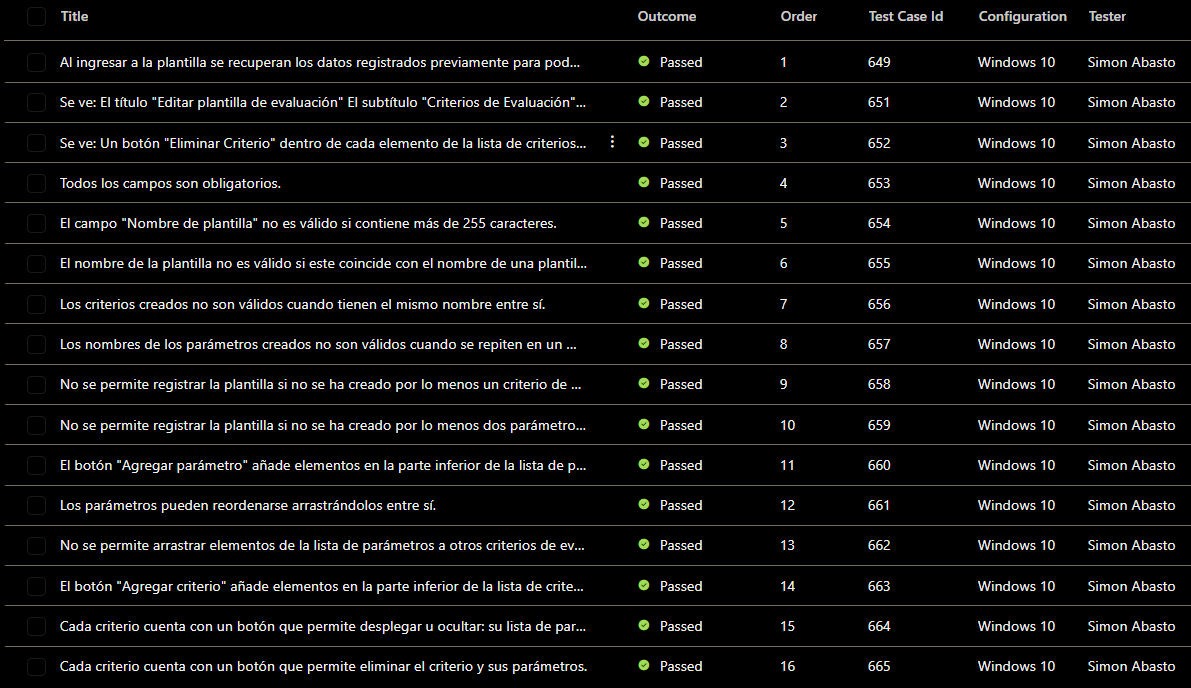 Title Outcome Order Test Case Id Configuration Tester
Al ingresar a la plantilla se recuperan los datos registrados previamente para pod... Passed 1 649 Windows 10 Simon Abasto
Se ve: El título "Editar plantilla de evaluación" El subtítulo "Criterios de Evaluación"... Passed 2 651 Windows 10 Simon Abasto
Se ve: Un botón "Eliminar Criterio" dentro de cada elemento de la lista de criterios... Passed 3 652 Windows 10 Simon Abasto
Todos los campos son obligatorios. Passed 4 653 Windows 10 Simon Abasto
El campo "Nombre de plantilla" no es válido si contiene más de 255 caracteres. Passed 5 654 Windows 10 Simon Abasto
El nombre de la plantilla no es válido si este coincide con el nombre de una plantil... Passed 6 655 Windows 10 Simon Abasto
Los criterios creados no son válidos cuando tienen el mismo nombre entre sí. Passed 7 656 Windows 10 Simon Abasto
Los nombres de los parámetros creados no son válidos cuando se repiten en un ... Passed 8 657 Windows 10 Simon Abasto
No se permite registrar la plantilla si no se ha creado por lo menos un criterio de ... Passed 9 658 Windows 10 Simon Abasto
No se permite registrar la plantilla si no se ha creado por lo menos dos parámetro... Passed 10 659 Windows 10 Simon Abasto
El botón "Agregar parámetro" añade elementos en la parte inferior de la lista de p... Passed 11 660 Windows 10 Simon Abasto
Los parámetros pueden reordenarse arrastrándolos entre sí. Passed 12 661 Windows 10 Simon Abasto
No se permite arrastrar elementos de la lista de parámetros a otros criterios de ev... Passed 13 662 Windows 10 Simon Abasto
El botón "Agregar criterio" añade elementos en la parte inferior de la lista de crite... Passed 14 663 Windows 10 Simon Abasto
Cada criterio cuenta con un botón que permite desplegar u ocultar: su lista de par... Passed 15 664 Windows 10 Simon Abasto
Cada criterio cuenta con un botón que permite eliminar el criterio y sus parámetros. Passed 16 665 Windows 10 Simon Abasto